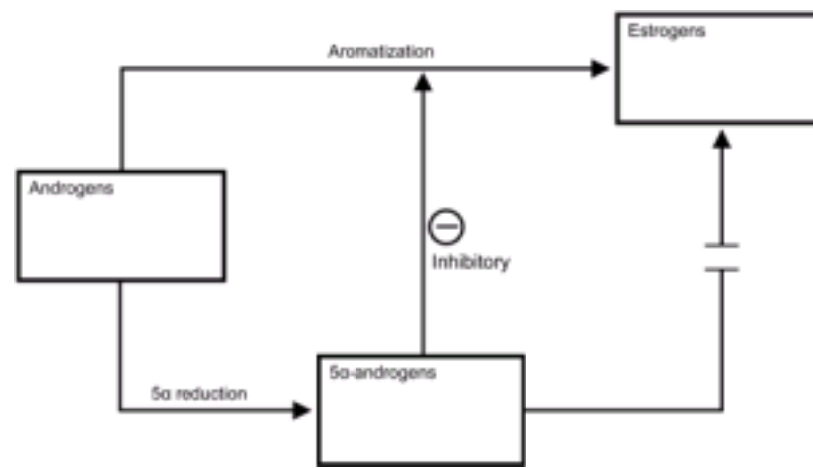 Estrogens
Aromatization
Androgens
Inhibitory
5α-androgens
5α reduction